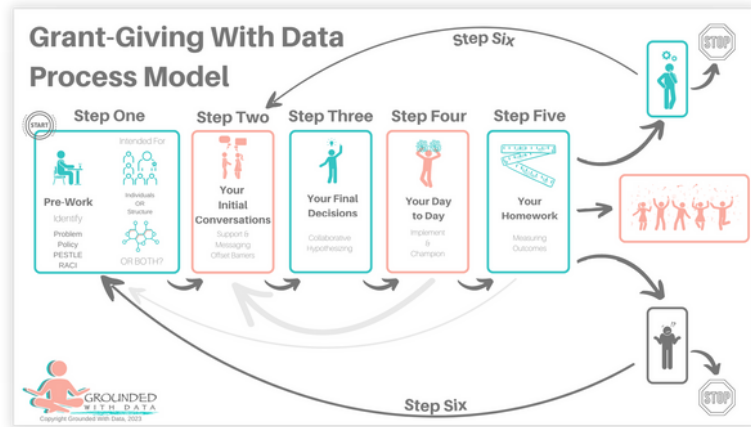 Grant-Giving With Data
Process Model
Step Six
STOP
START
Step One
Step Two
Step Three
Step Four
Step Five
Pre-Work
Identify
Problem
Policy
PESTLE
RACI
Intended For
Individuals
OR
Structure
OR BOTH?
Your
Initial
Conversations
Support &
Messaging
Offset Barriers
Your Final
Decisions
Collaborative
Hypothesizing
Your Day
to Day
Implement
&
Champion
Your
Homework
Measuring
Outcomes
GROUNDED
WITH DATA
Copyright Grounded With Data, 2023
Step Six
STOP